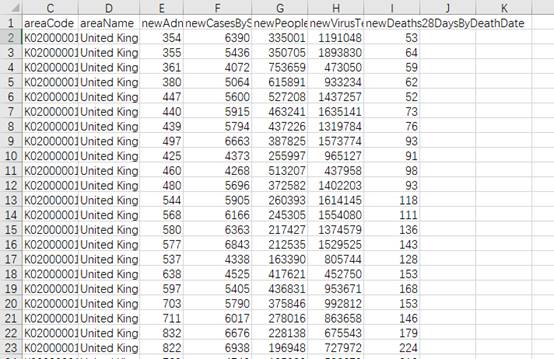 C D E F G H I J K
1 areaCode areaName newAdn newCasesByS newPeople newVirusTe newDeaths28DaysByDeathDate
2 K02000001 United King 354 6390 335001 1191048 53
3 K02000001 United King 355 5436 350705 1893830 64
4 K02000001 United King 361 4072 753659 473050 59
5 K02000001 United King 380 5064 615891 933234 62
6 K02000001 United King 447 5600 527208 1437257 52
7 K02000001 United King 440 5915 463241 1635141 73
8 K02000001 United King 439 5794 437226 1319784 76
9 K02000001 United King 497 6663 387825 1573774 93
10 K02000001 United King 425 4373 255997 965127 91
11 K02000001 United King 460 4268 513207 437958 98
12 K02000001 United King 480 5696 372582 1402203 93
13 K02000001 United King 544 5905 260393 1614145 118
14 K02000001 United King 568 6166 245305 1554080 111
15 K02000001 United King 580 6363 217427 1374579 136
16 K02000001 United King 577 6843 212535 1529525 143
17 K02000001 United King 537 4338 163390 805744 128
18 K02000001 United King 638 4525 417621 452750 153
19 K02000001 United King 597 5405 436831 953671 168
20 K02000001 United King 703 5790 375846 992812 153
21 K02000001 United King 711 6017 278016 863658 146
22 K02000001 United King 832 6676 228138 675543 179
23 K02000001 United King 822 6938 196948 727972 224